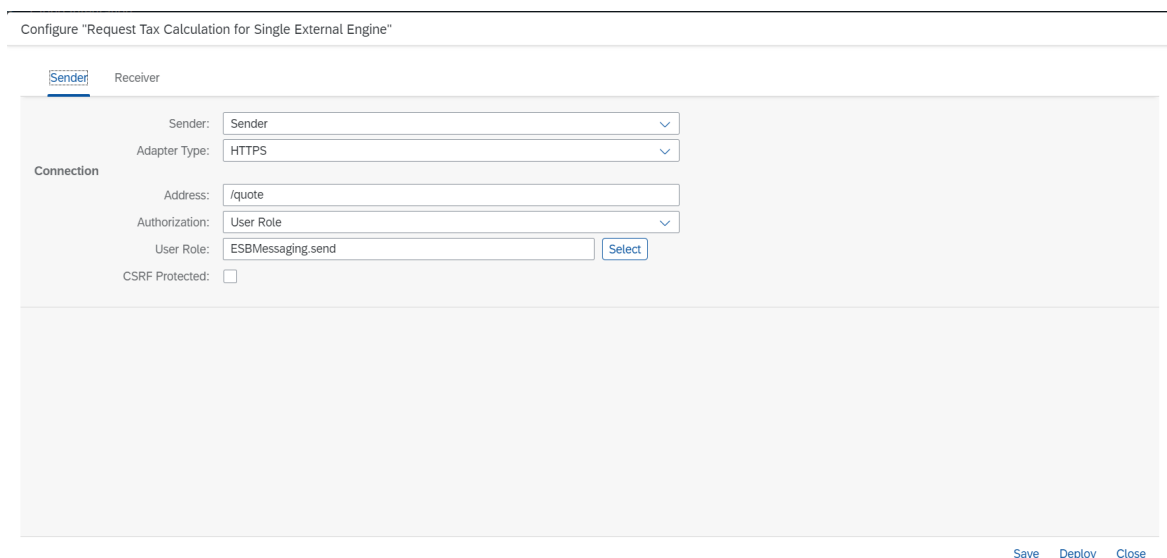 Configure "Request Tax Calculation for Single External Engine"
Sender Receiver
Sender: Sender
Adapter Type: HTTPS
Connection
Address: /quote
Authorization: User Role
User Role: ESBMessaging.send Select
CSRF Protected:
Save Deploy Close